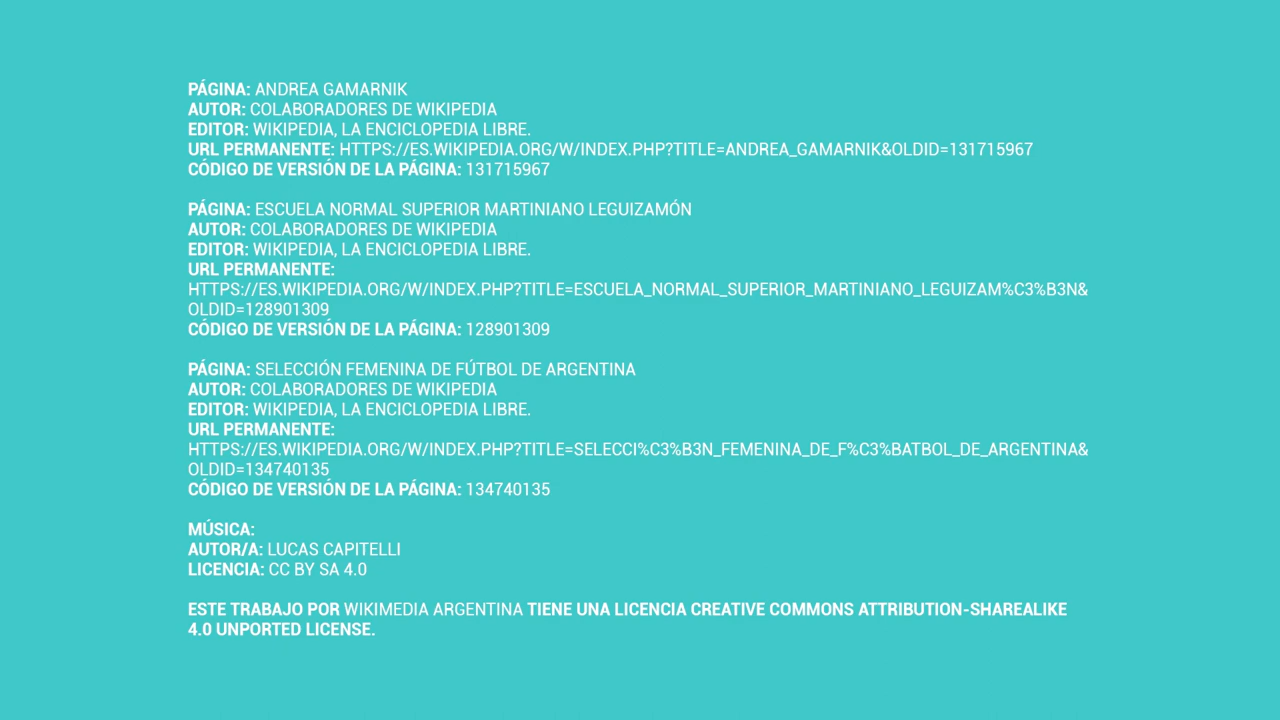 PÁGINA: ANDREA GAMARNIK
AUTOR: COLABORADORES DE WIKIPEDIA
EDITOR: WIKIPEDIA, LA ENCICLOPEDIA LIBRE.
URL PERMANENTE: HTTPS://ES.WIKIPEDIA.ORG/W/INDEX.PHP?TITLE=ANDREA_GAMARNIK&OLDID=131715967
CÓDIGO DE VERSIÓN DE LA PÁGINA: 131715967
PÁGINA: ESCUELA NORMAL SUPERIOR MARTINIANO LEGUIZAMÓN
AUTOR: COLABORADORES DE WIKIPEDIA
EDITOR: WIKIPEDIA, LA ENCICLOPEDIA LIBRE.
URL PERMANENTE:
HTTPS://ES.WIKIPEDIA.ORG/W/INDEX.PHP?TITLE=ESCUELA_NORMAL_SUPERIOR_MARTINIANO_LEGUIZAM%C3%B3N&
OLDID=128901309
CÓDIGO DE VERSIÓN DE LA PÁGINA: 128901309
PÁGINA: SELECCIÓN FEMENINA DE FÚTBOL DE ARGENTINA
AUTOR: COLABORADORES DE WIKIPEDIA
EDITOR: WIKIPEDIA, LA ENCICLOPEDIA LIBRE.
URL PERMANENTE:
HTTPS://ES.WIKIPEDIA.ORG/W/INDEX.PHP?TITLE=SELECCI%C3%B3N_FEMENINA_DE_F%C3%BATBOL_DE_ARGENTINA&
OLDID=134740135
CÓDIGO DE VERSIÓN DE LA PÁGINA: 134740135
MÚSICA:
AUTOR/A: LUCAS CAPITELLI
LICENCIA: CC BY SA 4.0
ESTE TRABAJO POR WIKIMEDIA ARGENTINA TIENE UNA LICENCIA CREATIVE COMMONS ATTRIBUTION-SHAREALIKE
4.0 UNPORTED LICENSE.